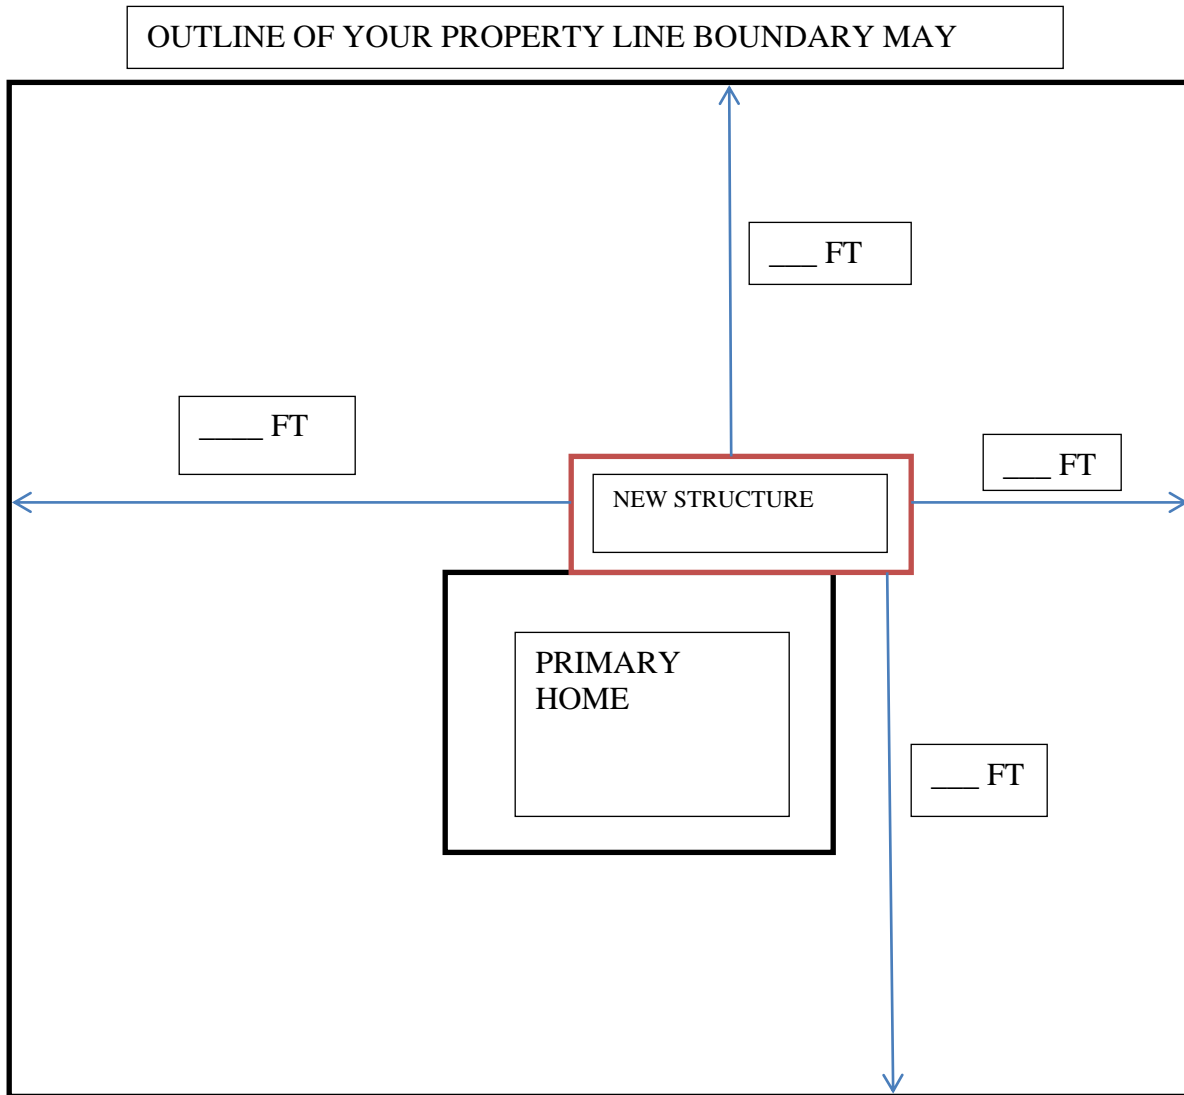 OUTLINE OF YOUR PROPERTY LINE BOUNDARY MAY
___ FT
____ FT
___ FT
NEW STRUCTURE
PRIMARY
HOME
___ FT